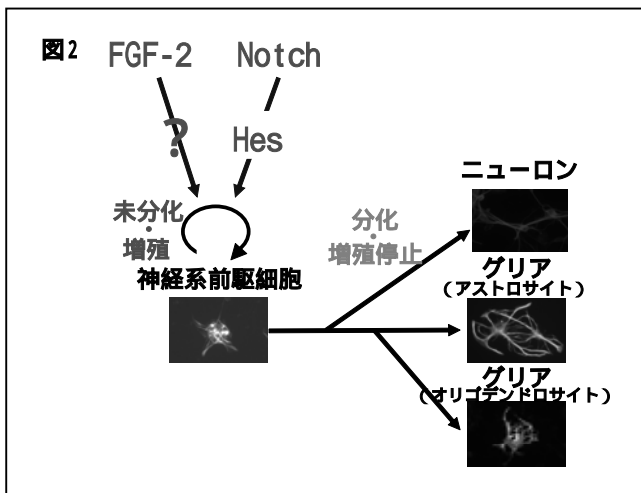 図2
FGF-2 Notch
?
Hes
未分化
・
増殖
神経系前駆細胞
分化
・
増殖停止
ニューロン
グリア
(アストロサイト)
グリア
(オリゴデンドロサイト)